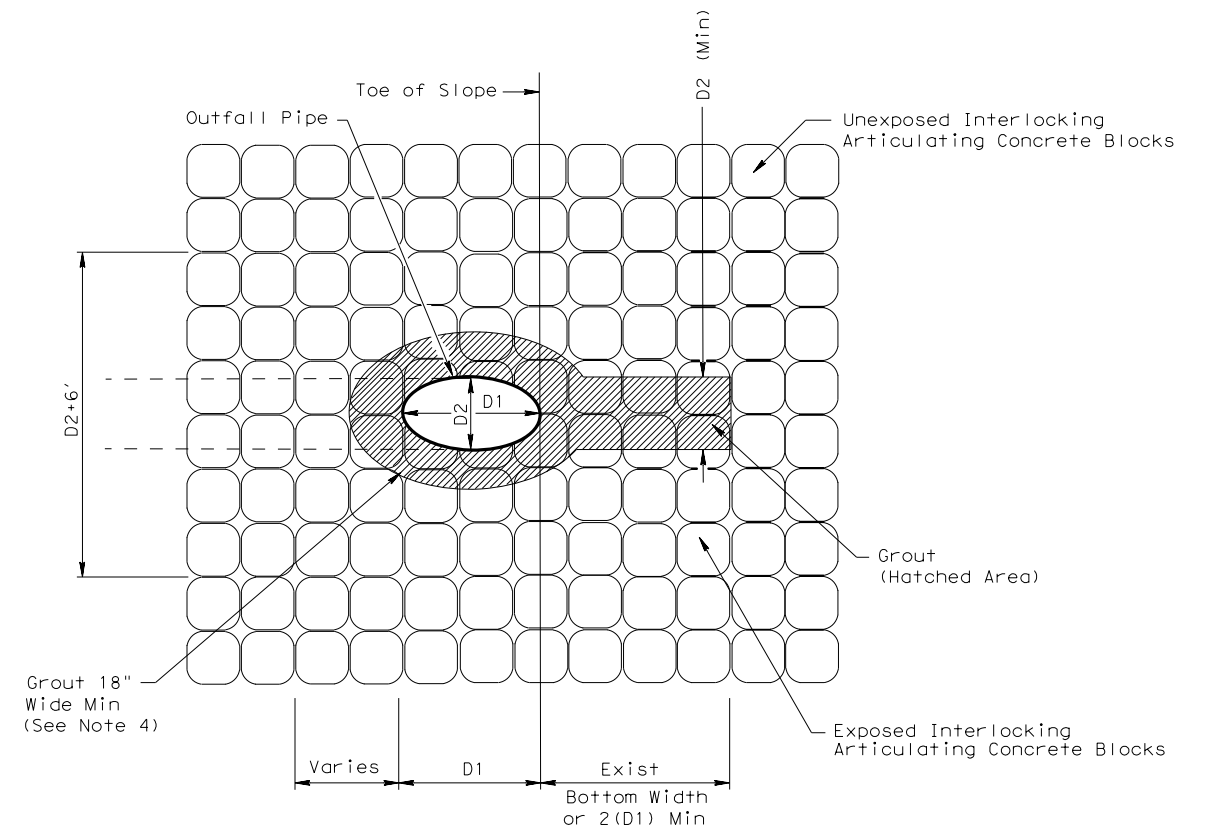 D2 (Min)
Toe of Slope
Outfall Pipe
Unexposed Interlocking
Articulating Concrete Blocks
D2+6'
D1
D2
Grout
(Hatched Area)
Grout 18"
Wide Min
(See Note 4)
Exposed Interlocking
Articulating Concrete Blocks
Varies
D1
Exist
Bottom Width
or 2(D1) Min